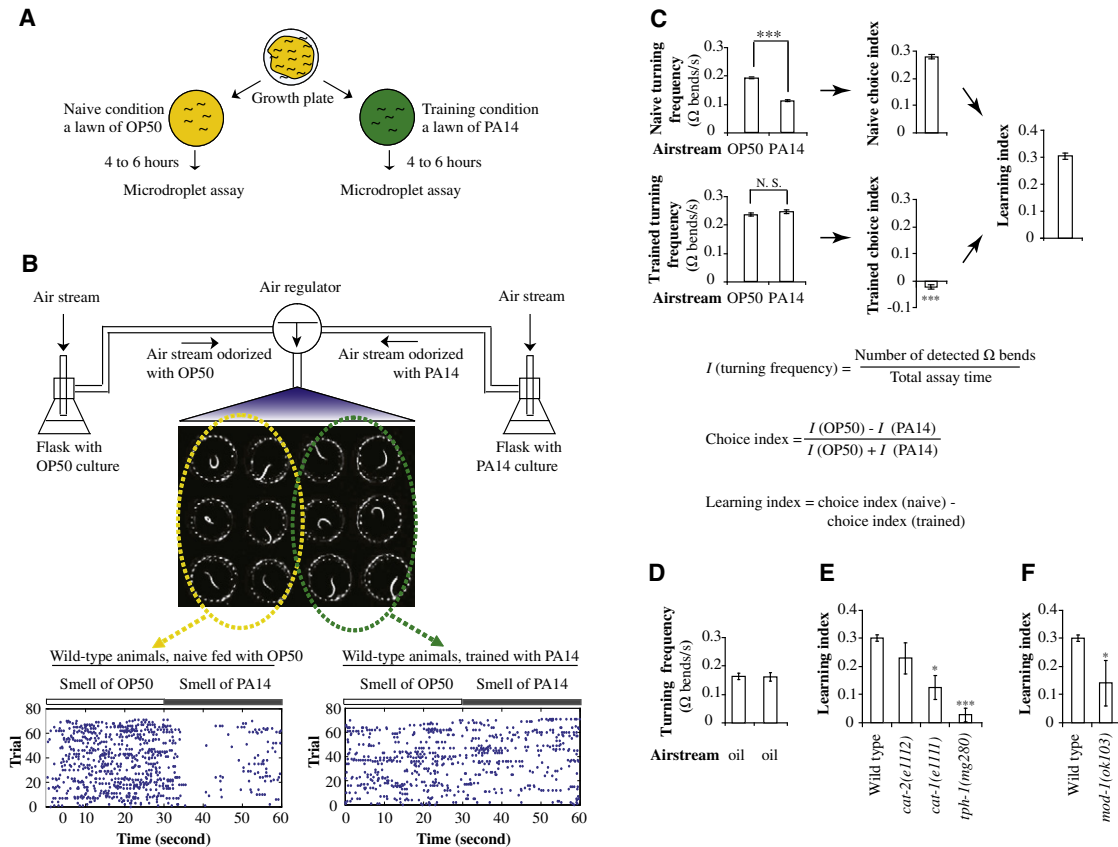 A
Growth plate
Naive condition
a lawn of OP50
Training condition
a lawn of PA14
4 to 6 hours
4 to 6 hours
Microdroplet assay
Microdroplet assay
B
Air stream
Air regulator
Air stream
Air stream odorized
with OP50
Air stream odorized
with PA14
Flask with
OP50 culture
Flask with
PA14 culture
Wild-type animals, naive fed with OP50
Smell of OP50 Smell of PA14
Trial
80
60
40
20
0
0 10 20 30 40 50 60
Time (second)
Wild-type animals, trained with PA14
Smell of OP50 Smell of PA14
Trial
80
60
40
20
0
0 10 20 30 40 50 60
Time (second)
C
Naive turning
frequency
(Ω bends/s)
0.3
0.2
0.1
0
***
Airstream OP50 PA14
Naive choice index
0.3
0.2
0.1
0
Trained turning
frequency
(Ω bends/s)
0.3
0.2
0.1
0
N. S.
Airstream OP50 PA14
Trained choice index
0.3
0.2
0.1
0
-0.1
***
Learning index
0.4
0.3
0.2
0.1
0
I (turning frequency) = Number of detected Ω bends
Total assay time
Choice index = I (OP50) - I (PA14)
I (OP50) + I (PA14)
Learning index = choice index (naive) -
choice index (trained)
D
Turning frequency
(Ω bends/s)
0.3
0.2
0.1
0
Airstream oil oil
E
Learning index
0.4
0.3
0.2
0.1
0
*
***
Wild type
cat-2(e1112)
cat-1(e1111)
tph-1(mg280)
F
Learning index
0.4
0.3
0.2
0.1
0
*
Wild type
mod-1(ok103)